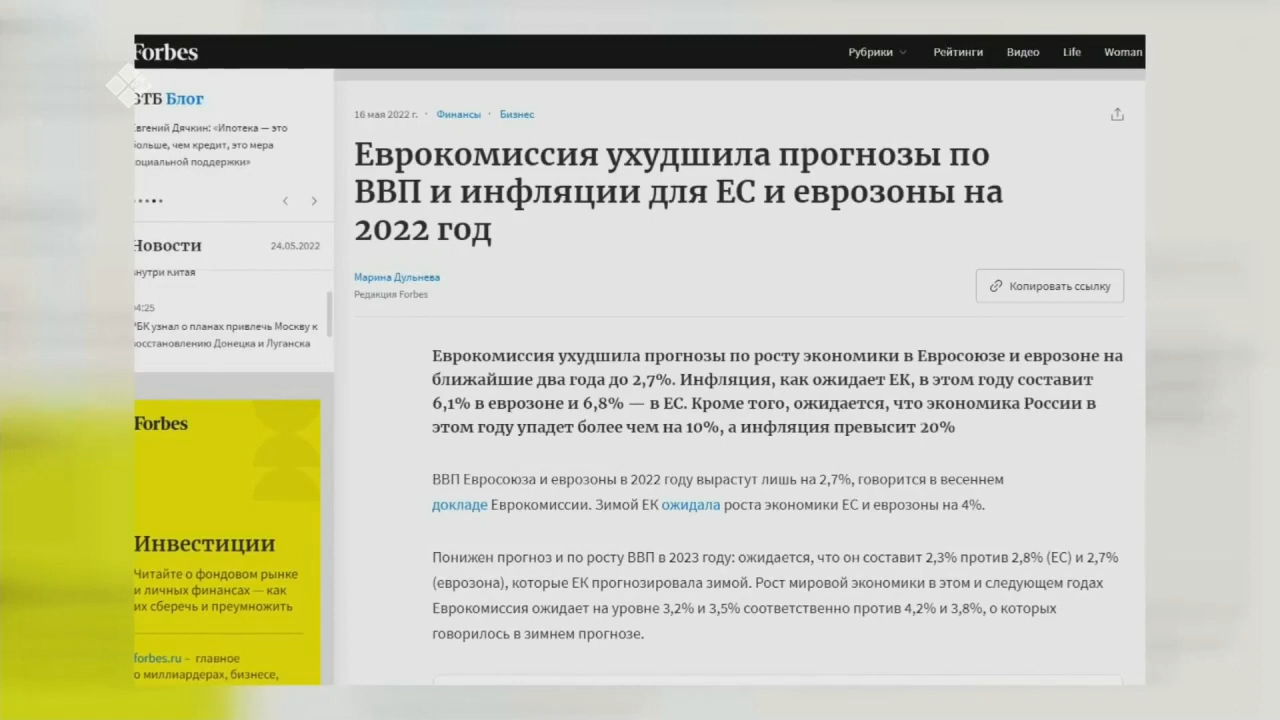 Forbes
Рубрики
Рейтинги
Видео
Life
Woman
ВТБ Блог
Евгений Дячкин: «Ипотека — это
больше, чем кредит, это мера
социальной поддержки»
Новости
24.05.2022
внутри Китая
4:25
РБК узнал о планах привлечь Москву к
восстановлению Донецка и Луганска
Forbes
Инвестиции
Читайте о фондовом рынке
и личных финансах — как
их сберечь и преумножить
forbes.ru – главное
о миллиардерах, бизнесе,
16 мая 2022 г. · Финансы · Бизнес
Еврокомиссия ухудшила прогнозы по
ВВП и инфляции для ЕС и еврозоны на
2022 год
Марина Дульнева
Редакция Forbes
Копировать ссылку
Еврокомиссия ухудшила прогнозы по росту экономики в Евросоюзе и еврозоне на
ближайшие два года до 2,7%. Инфляция, как ожидает ЕК, в этом году составит
6,1% в еврозоне и 6,8% — в ЕС. Кроме того, ожидается, что экономика России в
этом году упадет более чем на 10%, а инфляция превысит 20%
ВВП Евросоюза и еврозоны в 2022 году вырастут лишь на 2,7%, говорится в весеннем
докладе Еврокомиссии. Зимой ЕК ожидала роста экономики ЕС и еврозоны на 4%.
Понижен прогноз и по росту ВВП в 2023 году: ожидается, что он составит 2,3% против 2,8% (ЕС) и 2,7%
(еврозона), которые ЕК прогнозировала зимой. Рост мировой экономики в этом и следующем годах
Еврокомиссия ожидает на уровне 3,2% и 3,5% соответственно против 4,2% и 3,8%, о которых
говорилось в зимнем прогнозе.